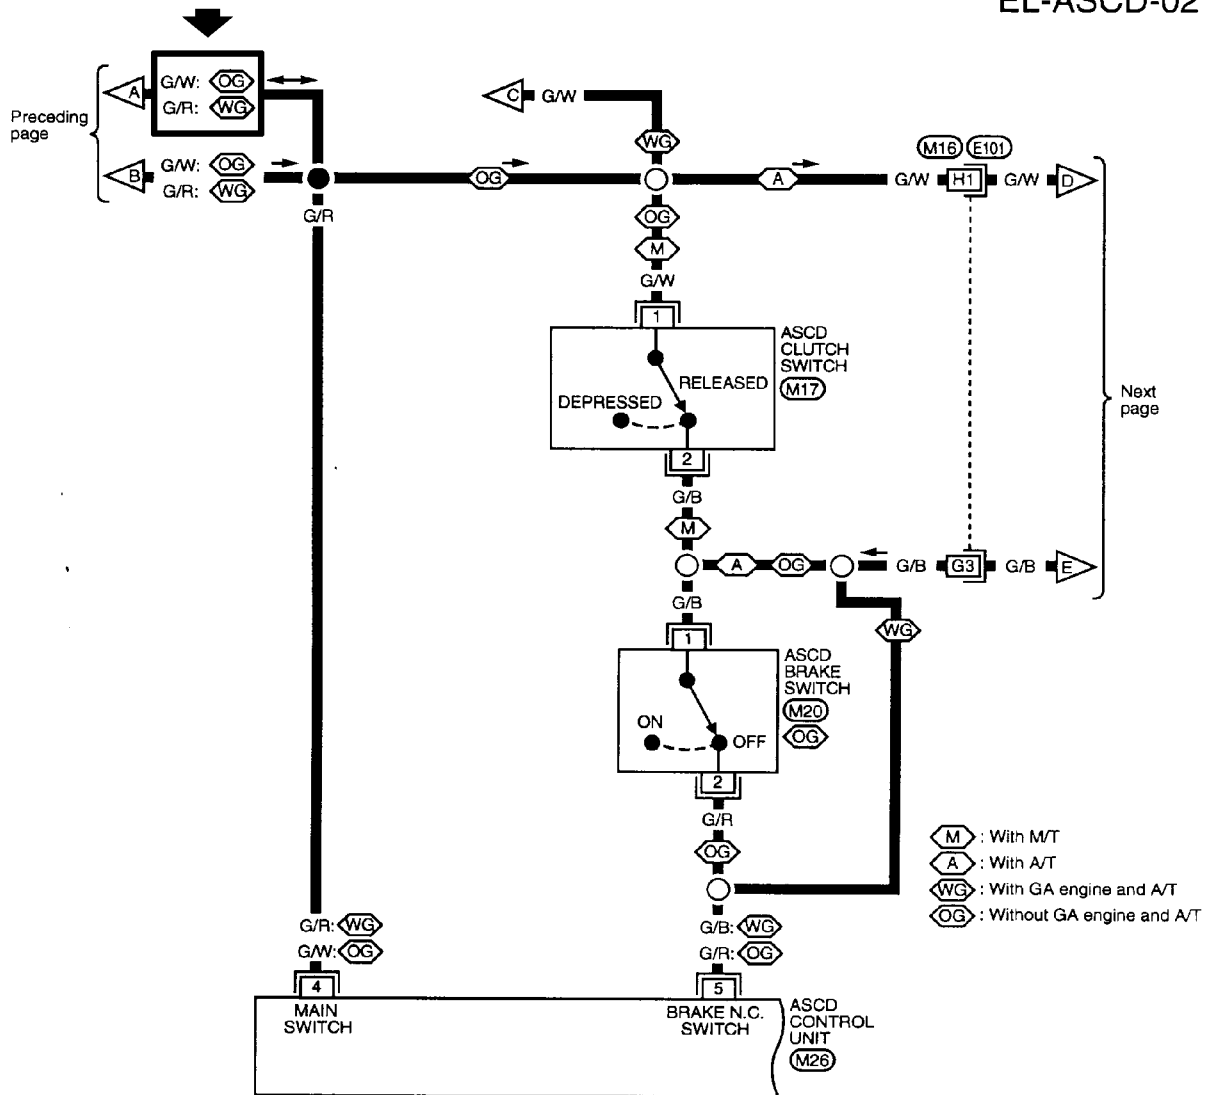 EL-ASCD-02
Preceding
page
A
G/W: OG
G/R: WG
B
G/W: OG
G/R: WG
C
G/W
WG
OG
A
M16
E101
G/W
H1
G/W
D
G/R
OG
M
G/W
1
ASCD
CLUTCH
SWITCH
M17
RELEASED
DEPRESSED
2
G/B
M
Next
page
A
OG
G/B
G3
G/B
E
G/B
WG
1
ASCD
BRAKE
SWITCH
M20
OG
ON
OFF
2
G/R
OG
M : With M/T
A : With A/T
WG : With GA engine and A/T
OG : Without GA engine and A/T
G/R: WG
G/W: OG
G/B: WG
G/R: OG
4
MAIN
SWITCH
5
BRAKE N.C.
SWITCH
ASCD
CONTROL
UNIT
M26